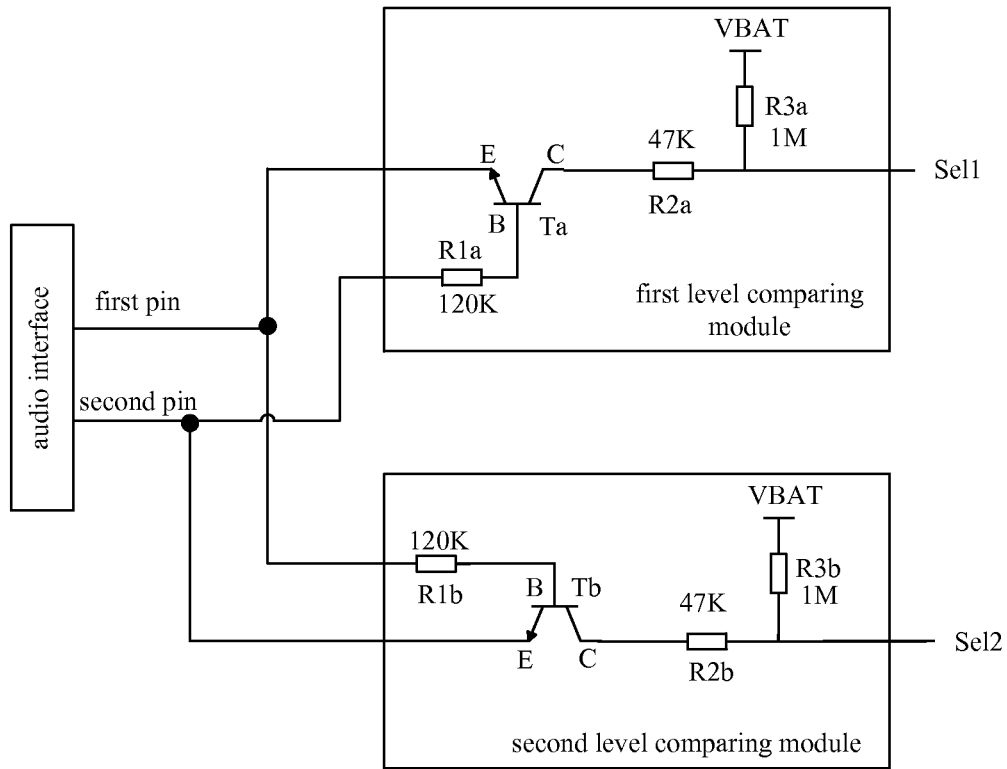 VBAT
R3a
1M
47K
R2a
Sel1
E
C
B
Ta
R1a
120K
first level comparing
module
audio interface
first pin
second pin
VBAT
120K
R1b
B
Tb
47K
R3b
1M
E
C
R2b
Sel2
second level comparing module